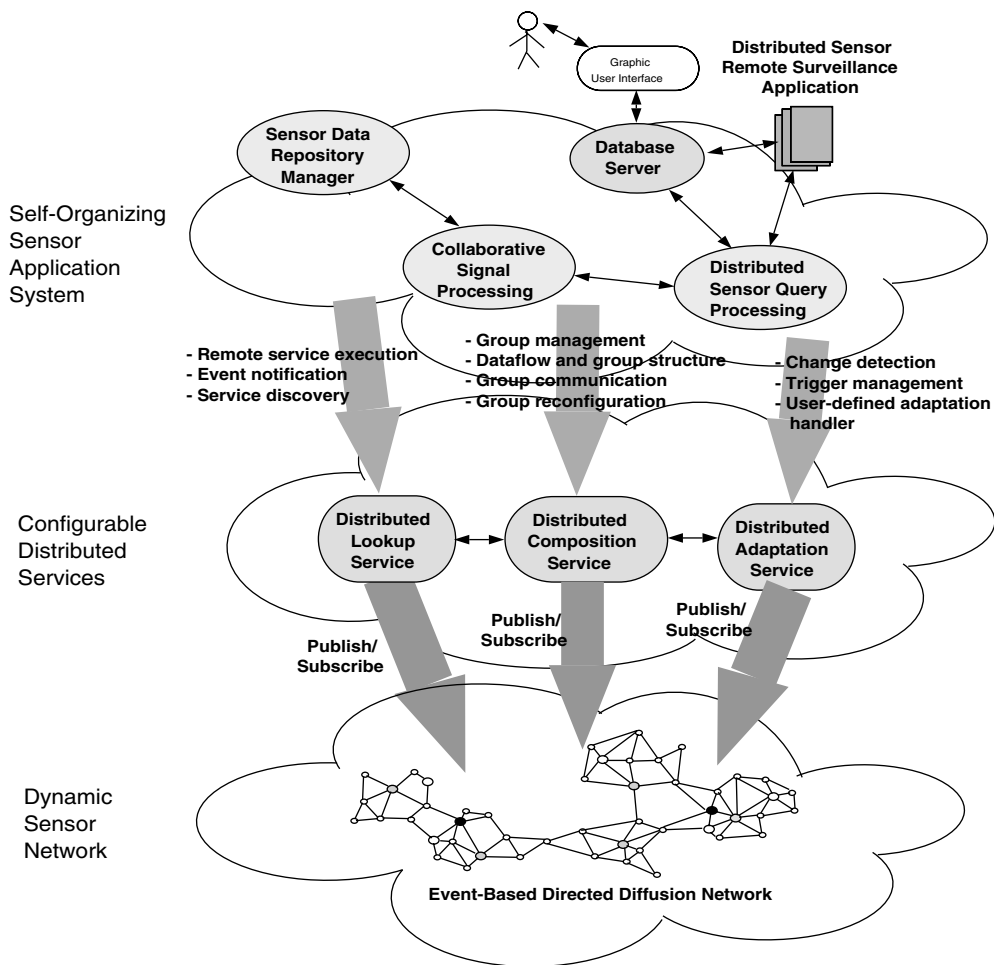 Graphic
User Interface
Distributed Sensor
Remote Surveillance
Application
Sensor Data
Repository
Manager
Database
Server
Self-Organizing
Sensor
Application
System
Collaborative
Signal
Processing
Distributed
Sensor Query
Processing
- Remote service execution
- Event notification
- Service discovery
- Group management
- Dataflow and group structure
- Group communication
- Group reconfiguration
- Change detection
- Trigger management
- User-defined adaptation
handler
Configurable
Distributed
Services
Distributed
Lookup
Service
Distributed
Composition
Service
Distributed
Adaptation
Service
Publish/
Subscribe
Publish/
Subscribe
Publish/
Subscribe
Dynamic
Sensor
Network
Event-Based Directed Diffusion Network